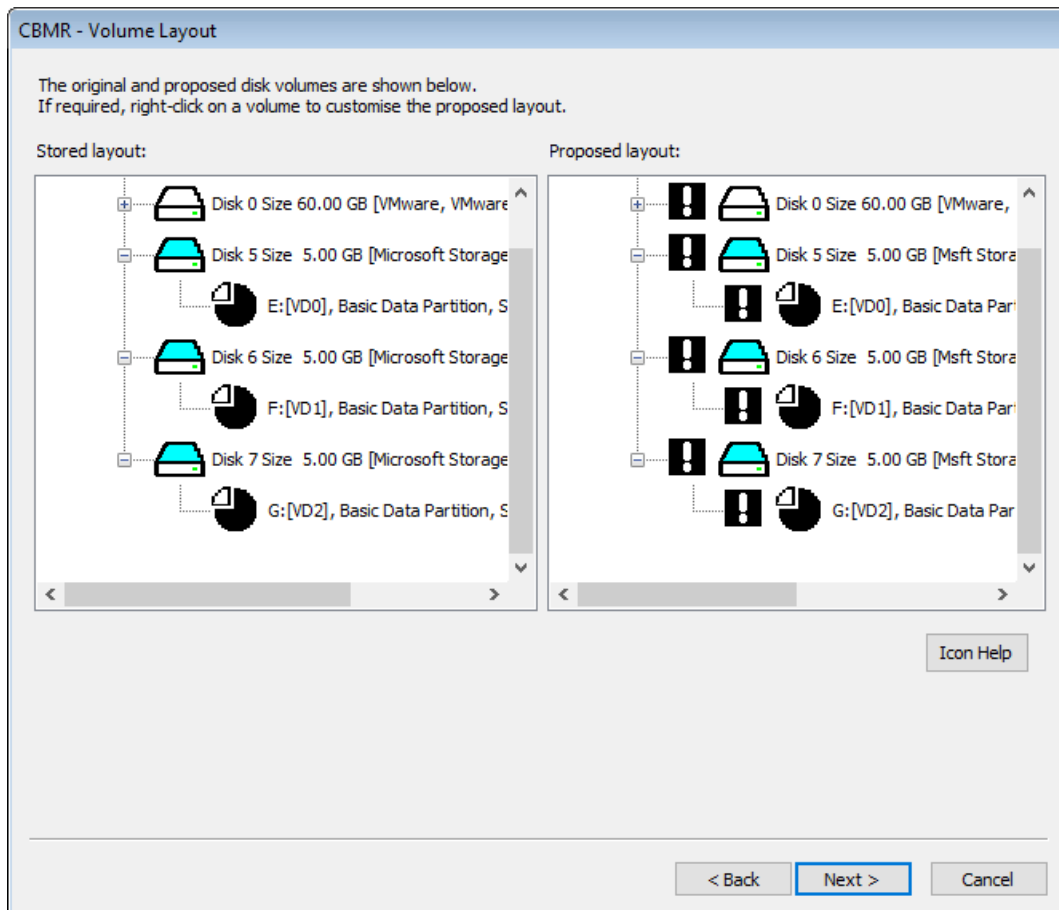 CBMR - Volume Layout
The original and proposed disk volumes are shown below.
If required, right-click on a volume to customise the proposed layout.
Stored layout:
Proposed layout:
Disk 0 Size 60.00 GB [VMware, VMware
Disk 5 Size 5.00 GB [Microsoft Storage
E:[VD0], Basic Data Partition, S
Disk 6 Size 5.00 GB [Microsoft Storage
F:[VD1], Basic Data Partition, S
Disk 7 Size 5.00 GB [Microsoft Storage
G:[VD2], Basic Data Partition, S
Disk 0 Size 60.00 GB [VMware,
Disk 5 Size 5.00 GB [Msft Stora
E:[VD0], Basic Data Part
Disk 6 Size 5.00 GB [Msft Stora
F:[VD1], Basic Data Part
Disk 7 Size 5.00 GB [Msft Stora
G:[VD2], Basic Data Par
Icon Help
< Back
Next >
Cancel